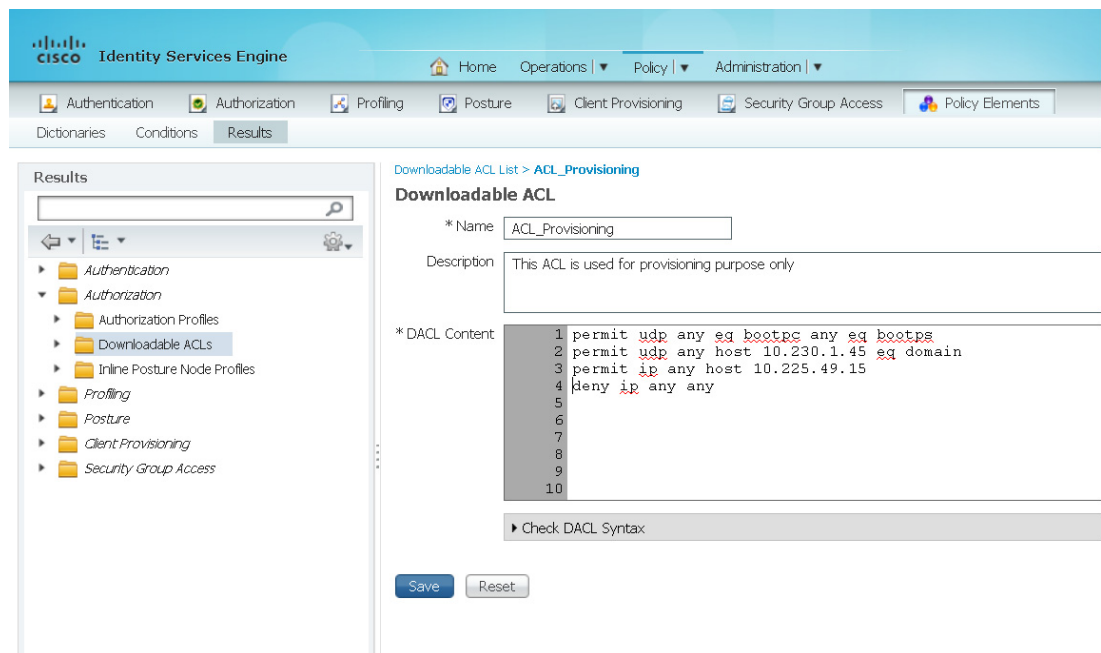 CISCO Identity Services Engine
Home Operations | ▼ Policy | ▼ Administration | ▼
Authentication Authorization Profiling Posture Client Provisioning Security Group Access Policy Elements
Dictionaries Conditions Results
Results
Authentication
Authorization
Authorization Profiles
Downloadable ACLs
Inline Posture Node Profiles
Profiling
Posture
Client Provisioning
Security Group Access
Downloadable ACL List > ACL_Provisioning
Downloadable ACL
* Name ACL_Provisioning
Description This ACL is used for provisioning purpose only
* DACL Content
1 permit udp any eq bootpc any eq bootps
2 permit udp any host 10.230.1.45 eq domain
3 permit ip any host 10.225.49.15
4 deny ip any any
5
6
7
8
9
10
Check DACL Syntax
Save Reset